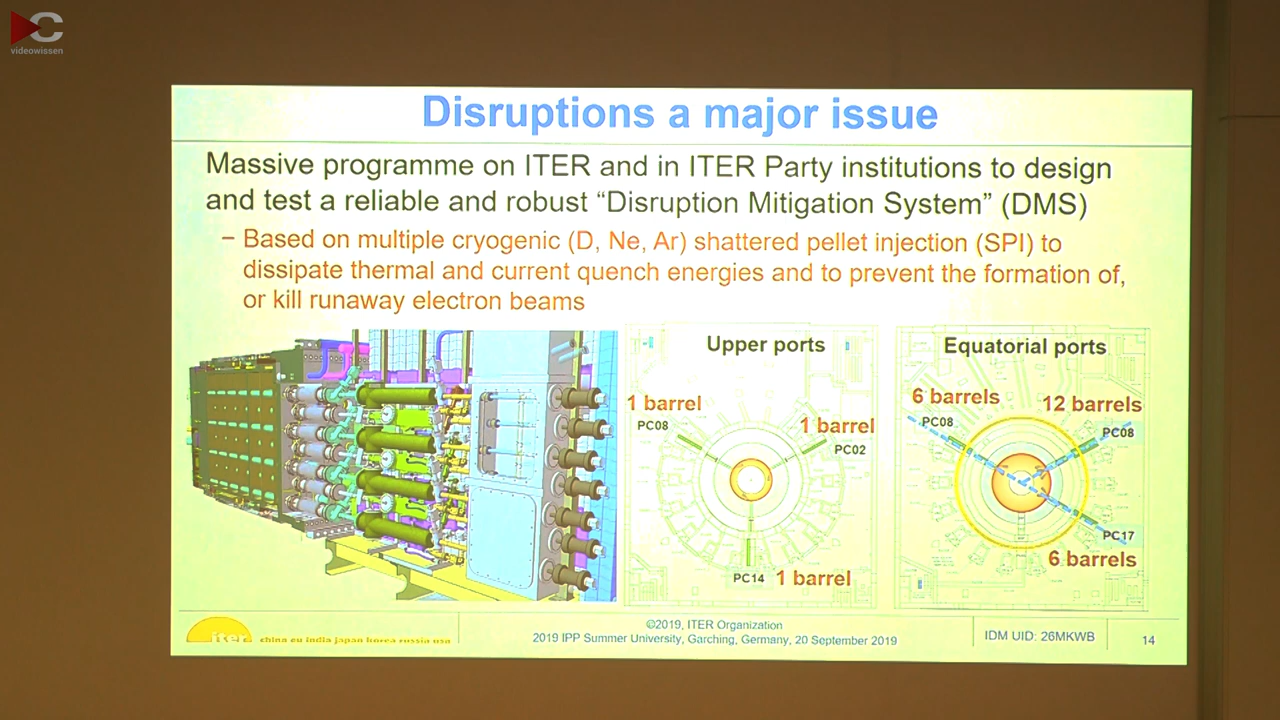 videowissen
Disruptions a major issue
Massive programme on ITER and in ITER Party institutions to design
and test a reliable and robust “Disruption Mitigation System” (DMS)
– Based on multiple cryogenic (D, Ne, Ar) shattered pellet injection (SPI) to
dissipate thermal and current quench energies and to prevent the formation of,
or kill runaway electron beams
Upper ports
1 barrel
PC08
1 barrel
PC02
PC14 1 barrel
Equatorial ports
6 barrels
PC08
12 barrels
PC08
PC17
6 barrels
iter
china eu india japan korea russia usa
©2019, ITER Organization
2019 IPP Summer University, Garching, Germany, 20 September 2019
IDM UID: 26MKWB
14